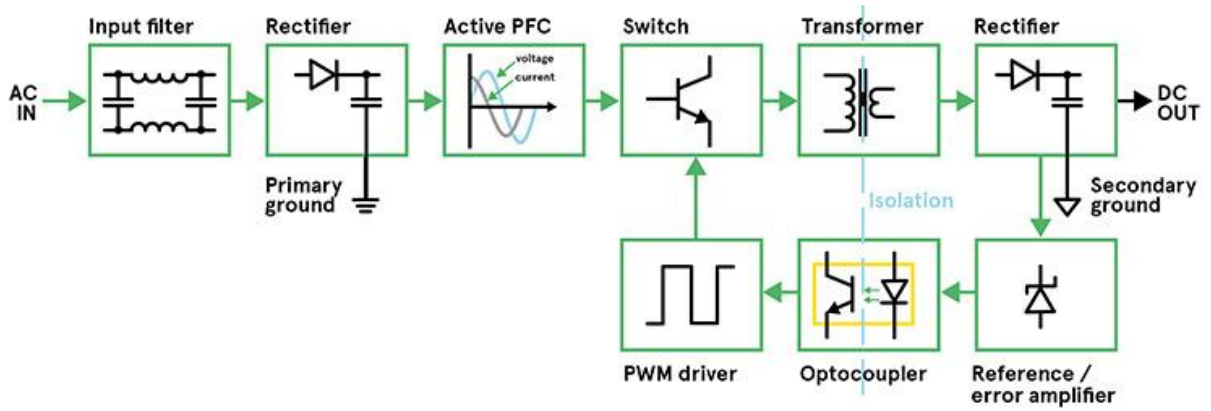 Input filter
Rectifier
Active PFC
Switch
Transformer
Rectifier
voltage
current
AC
IN
DC
OUT
Primary
ground
Isolation
Secondary
ground
PWM driver
Optocoupler
Reference /
error amplifier